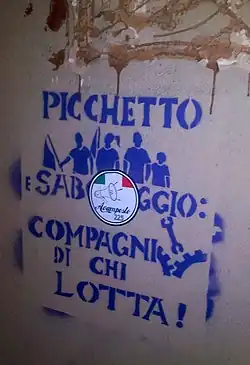 PICCHETTO
E SAB GGIO:
COMPAGNI
DI CHI
LOTTA!